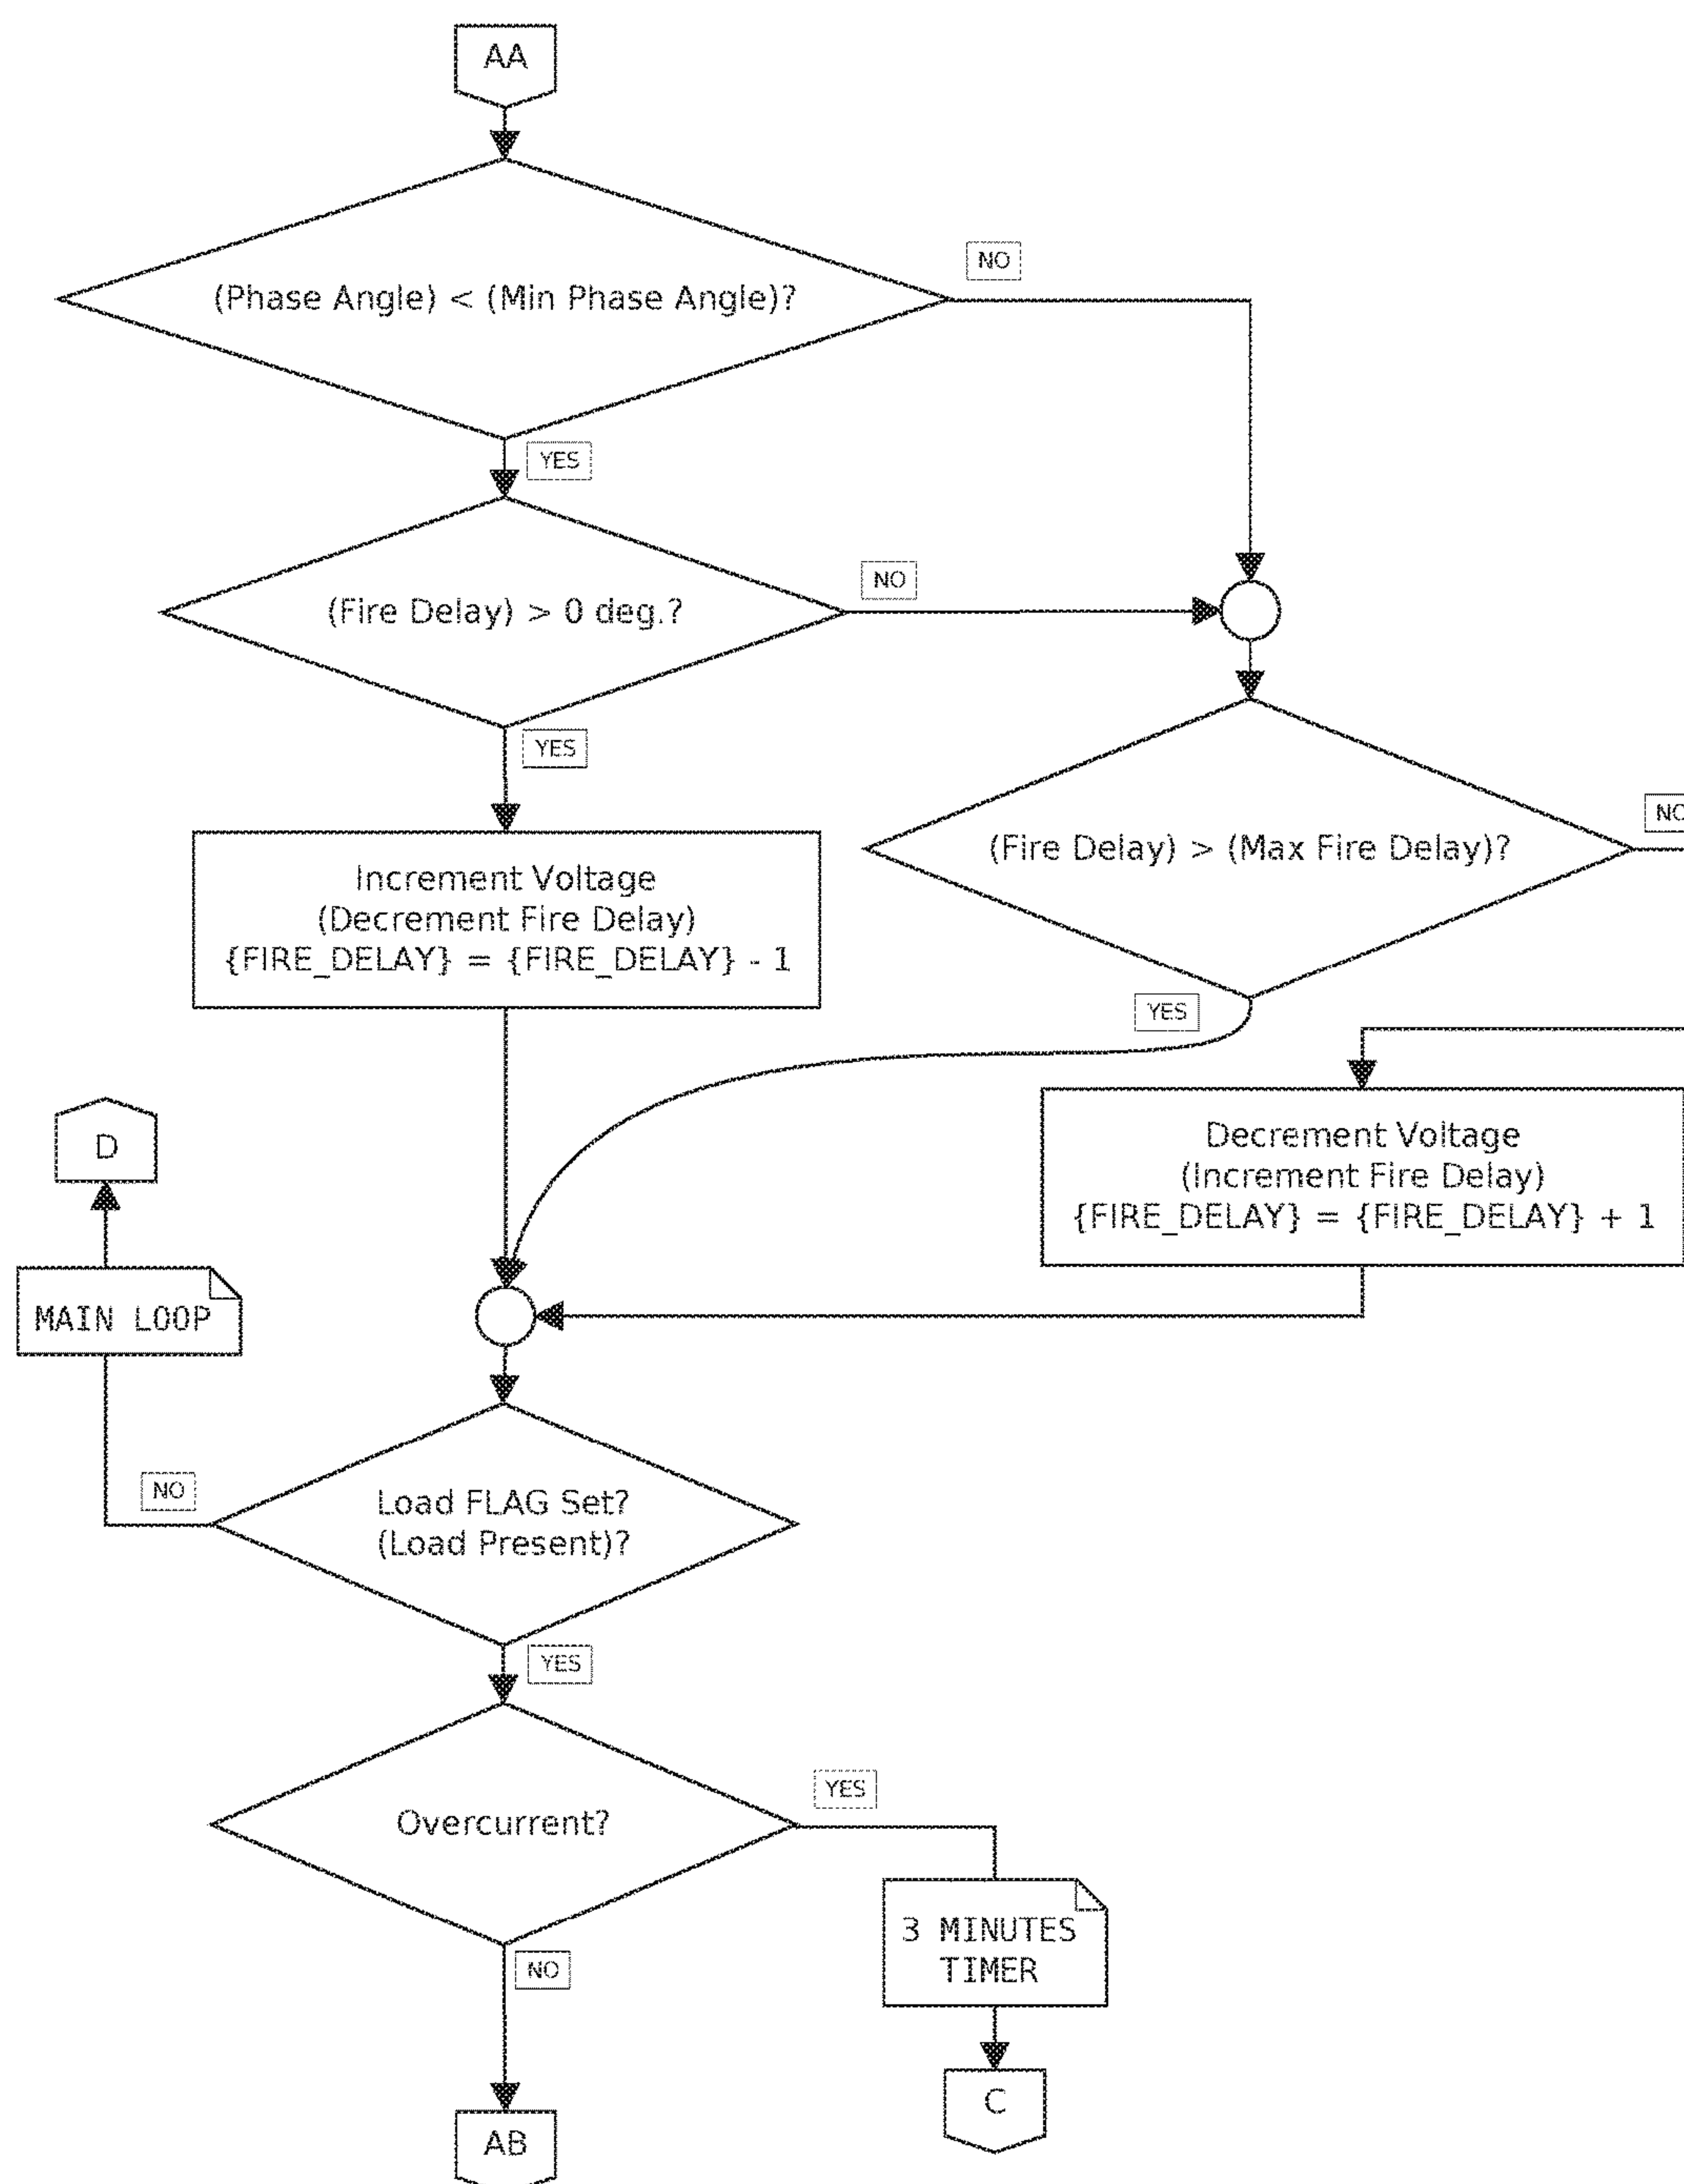 AA
(Phase Angle) < (Min Phase Angle)?
NO
YES
(Fire Delay) > 0 deg.?
NO
YES
(Fire Delay) > (Max Fire Delay)?
NO
YES
Increment Voltage
(Decrement Fire Delay)
{FIRE_DELAY} = {FIRE_DELAY} - 1
Decrement Voltage
(Increment Fire Delay)
{FIRE_DELAY} = {FIRE_DELAY} + 1
D
MAIN LOOP
NO
Load FLAG Set?
(Load Present)?
YES
Overcurrent?
YES
3 MINUTES
TIMER
C
NO
AB